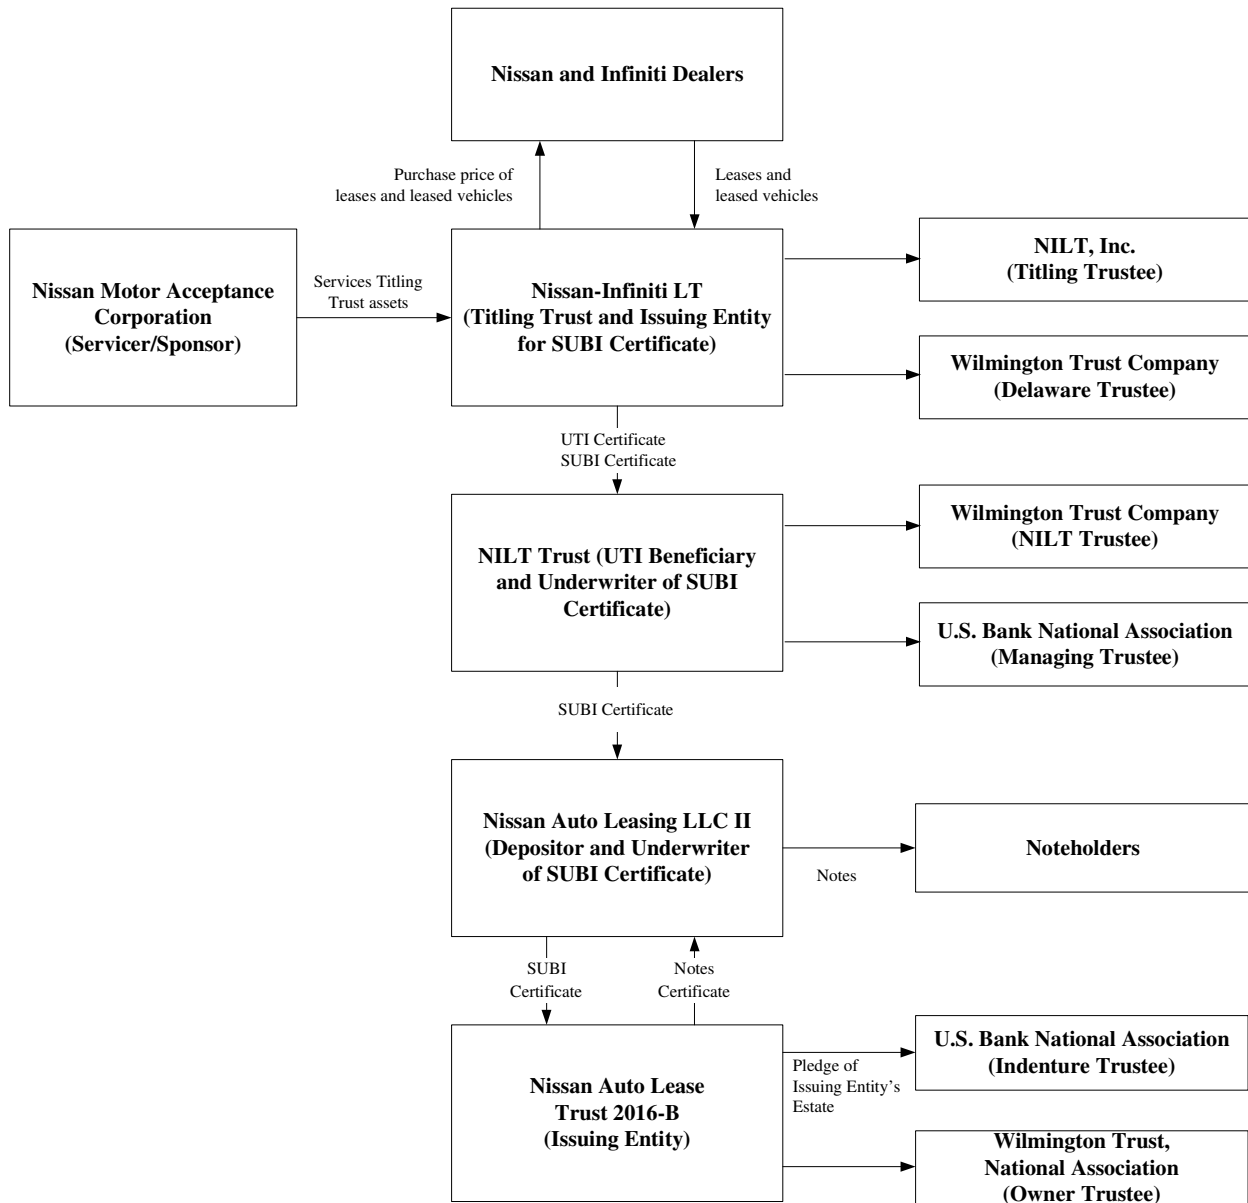 Nissan and Infiniti Dealers
Purchase price of
leases and leased vehicles
Leases and
leased vehicles
Nissan Motor Acceptance
Corporation
(Servicer/Sponsor)
Services Titling
Trust assets
Nissan-Infiniti LT
(Titling Trust and Issuing Entity
for SUBI Certificate)
NILT, Inc.
(Titling Trustee)
Wilmington Trust Company
(Delaware Trustee)
UTI Certificate
SUBI Certificate
NILT Trust (UTI Beneficiary
and Underwriter of SUBI
Certificate)
Wilmington Trust Company
(NILT Trustee)
U.S. Bank National Association
(Managing Trustee)
SUBI Certificate
Nissan Auto Leasing LLC II
(Depositor and Underwriter
of SUBI Certificate)
Notes
Noteholders
SUBI
Certificate
Notes
Certificate
Nissan Auto Lease
Trust 2016-B
(Issuing Entity)
Pledge of
Issuing Entity's
Estate
U.S. Bank National Association
(Indenture Trustee)
Wilmington Trust,
National Association
(Owner Trustee)